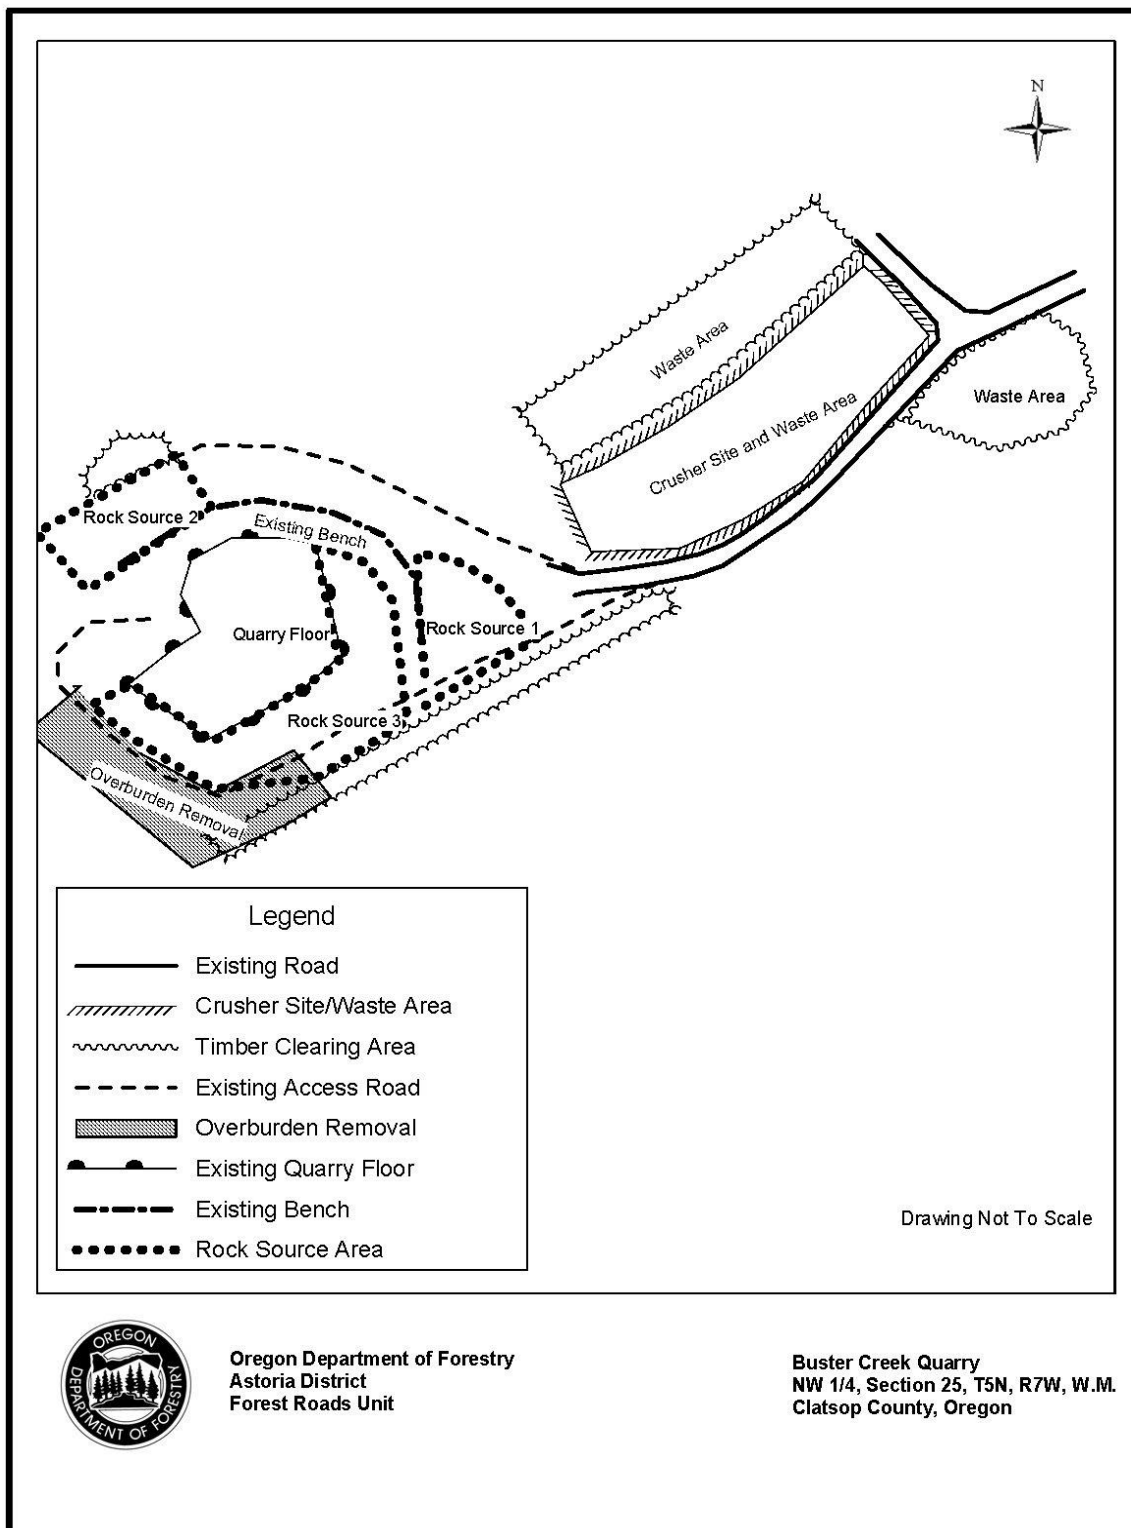 N
Waste Area
Crusher Site and Waste Area
Waste Area
Rock Source 2
Existing Bench
Quarry Floor
Rock Source 1
Rock Source 3
Overburden Removal
Legend
Existing Road
Crusher Site/Waste Area
Timber Clearing Area
Existing Access Road
Overburden Removal
Existing Quarry Floor
Existing Bench
Rock Source Area
Drawing Not To Scale
OREGON
DEPARTMENT OF FORESTRY
Oregon Department of Forestry
Astoria District
Forest Roads Unit
Buster Creek Quarry
NW 1/4, Section 25, T5N, R7W, W.M.
Clatsop County, Oregon